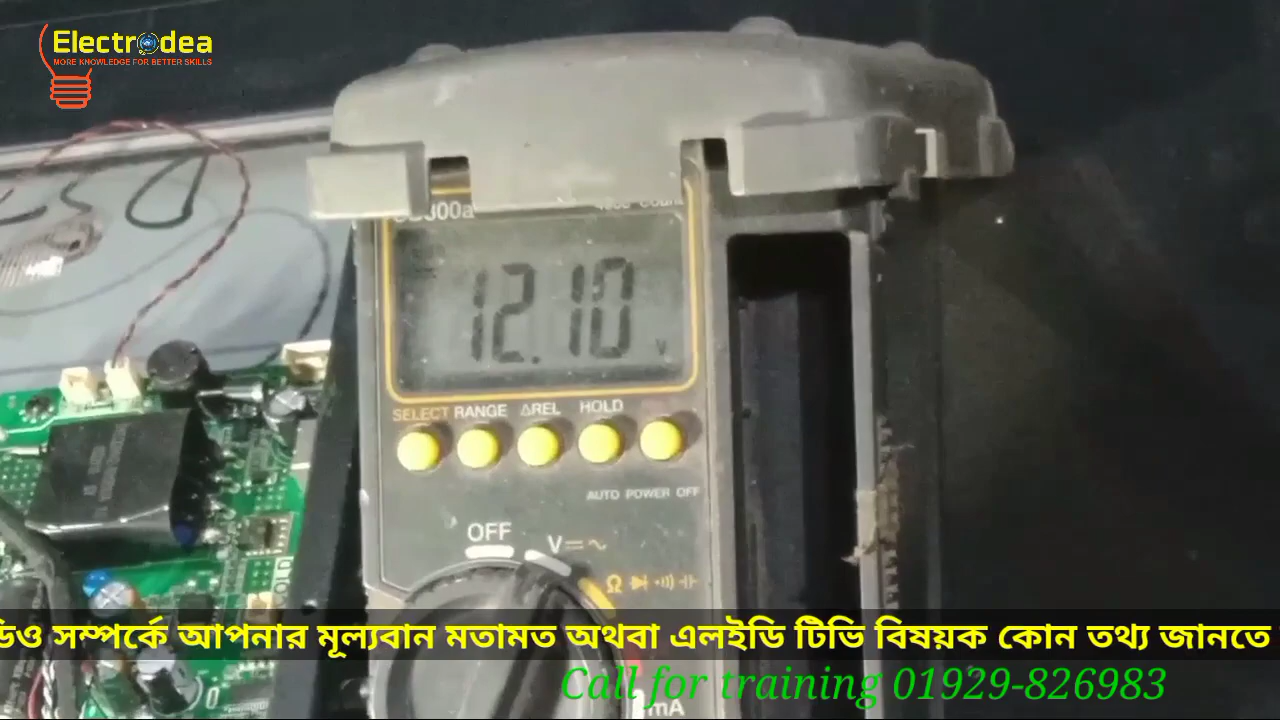 Electrodea
MORE KNOWLEDGE FOR BETTER SKILLS
12.10 v
SELECT RANGE ΔREL HOLD
AUTO POWER OFF
OFF
V
Ω
সম্পর্কে আপনার মূল্যবান মতামত অথবা এলইডি টিভি বিষয়ক কোন তথ্য জানতে
Call for training 01929-826983
mA